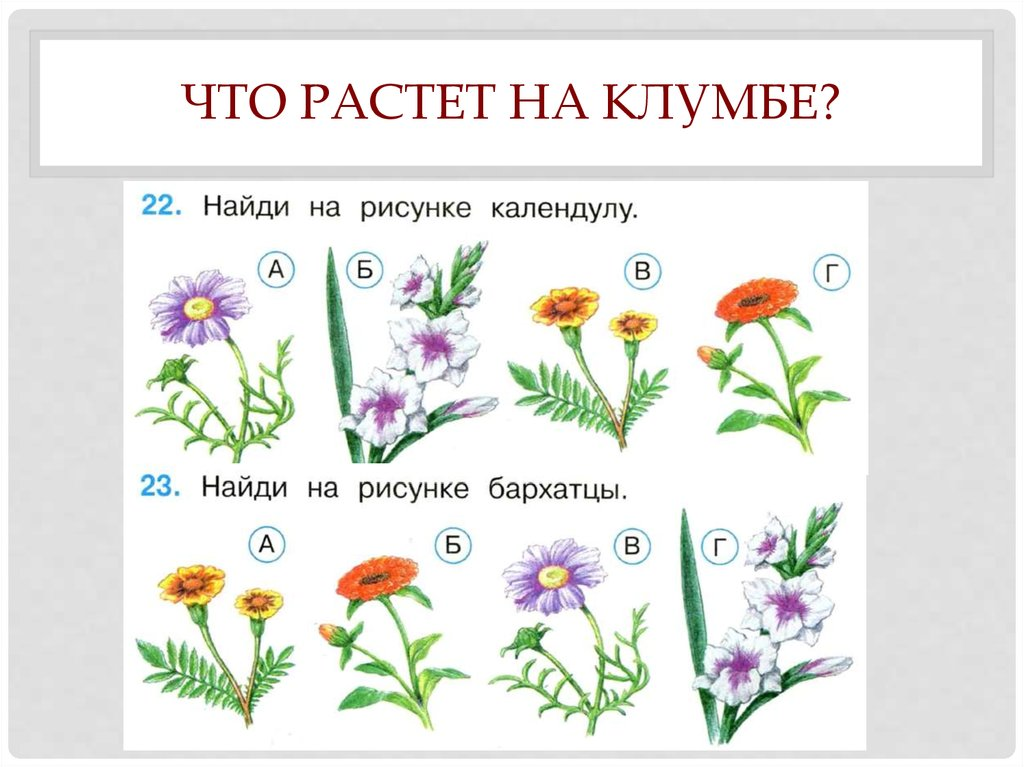 ЧТО РАСТЕТ НА КЛУМБЕ?
22. Найди на рисунке календулу.
А Б В Г
23. Найди на рисунке бархатцы.
А Б В Г